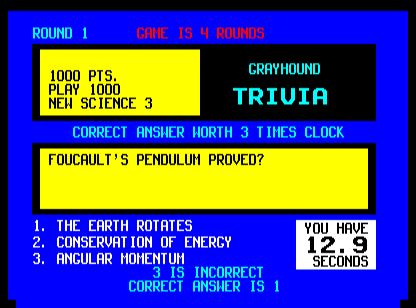 ROUND 1 GAME IS 4 ROUNDS
1000 PTS.
PLAY 1000
NEW SCIENCE 3
GRAYHOUND
TRIVIA
CORRECT ANSWER WORTH 3 TIMES CLOCK
FOUCAULT'S PENDULUM PROVED?
1. THE EARTH ROTATES
2. CONSERVATION OF ENERGY
3. ANGULAR MOMENTUM
YOU HAVE
12.9
SECONDS
3 IS INCORRECT
CORRECT ANSWER IS 1